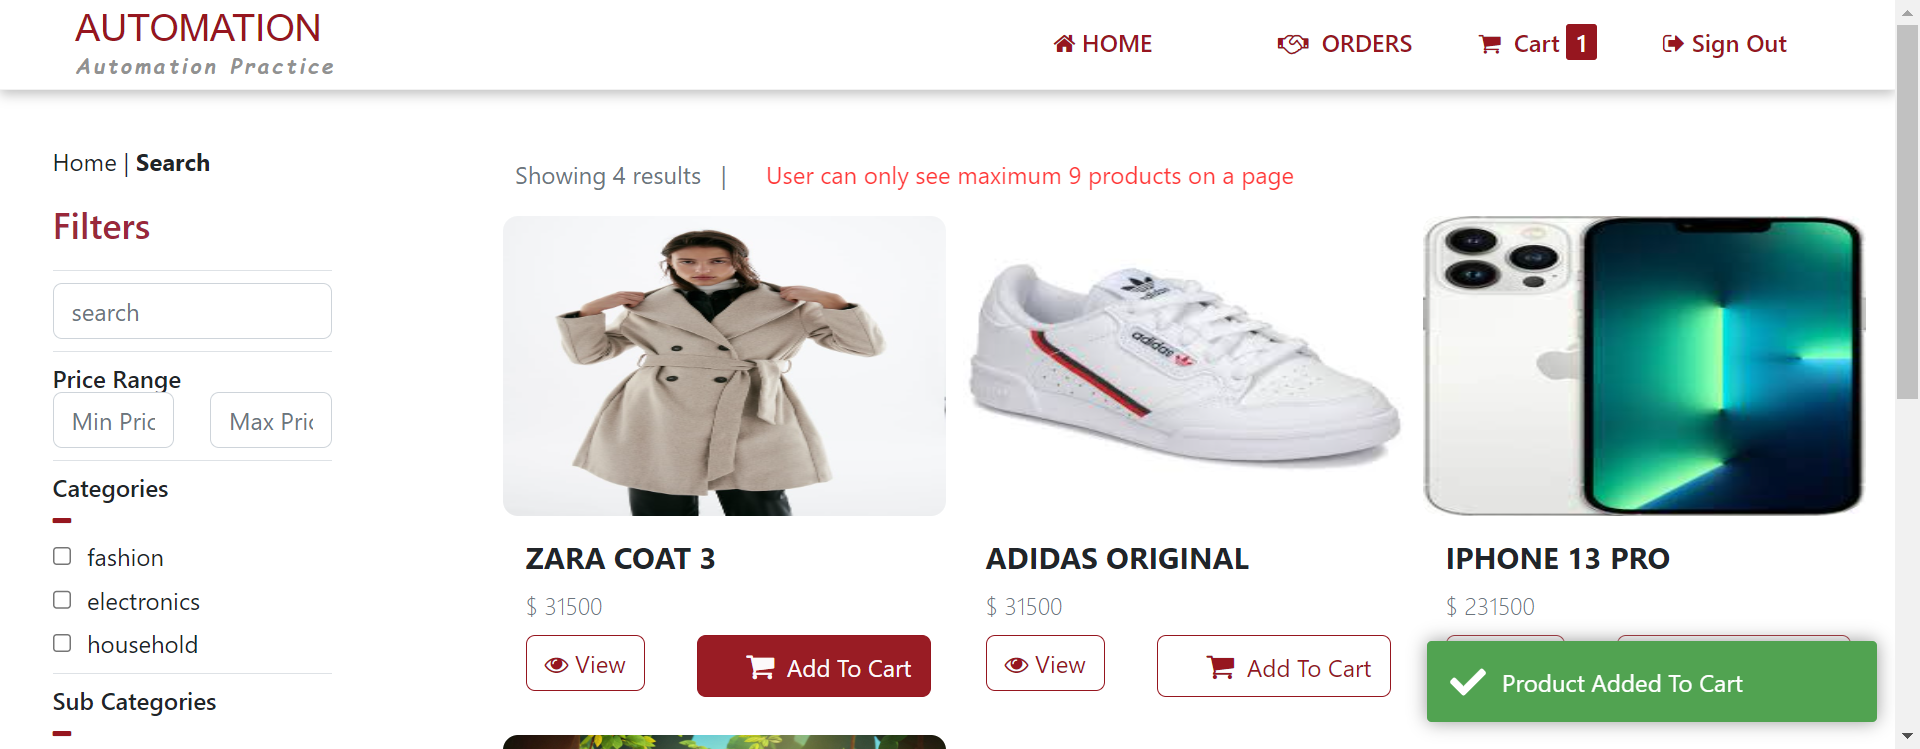 AUTOMATION
Automation Practice
HOME
ORDERS
Cart 1
Sign Out
Home | Search
Showing 4 results |
User can only see maximum 9 products on a page
Filters
search
Price Range
Min Pric
Max Pric
Categories
fashion
electronics
household
Sub Categories
adidas
adidas
ZARA COAT 3
$ 31500
View
Add To Cart
ADIDAS ORIGINAL
$ 31500
View
Add To Cart
IPHONE 13 PRO
$ 231500
Product Added To Cart